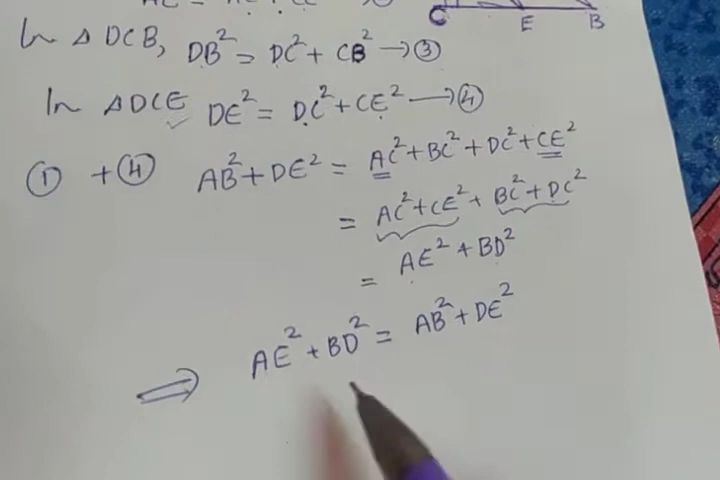 C E B
In △ DCB, DB² = DC² + CB² → ③
In △DCE DE² = DC² + CE² → ④
① + ④ AB² + DE² = AC² + BC² + DC² + CE²
= AC² + CE² + BC² + DC²
= AE² + BD²
⇒ AE² + BD² = AB² + DE²